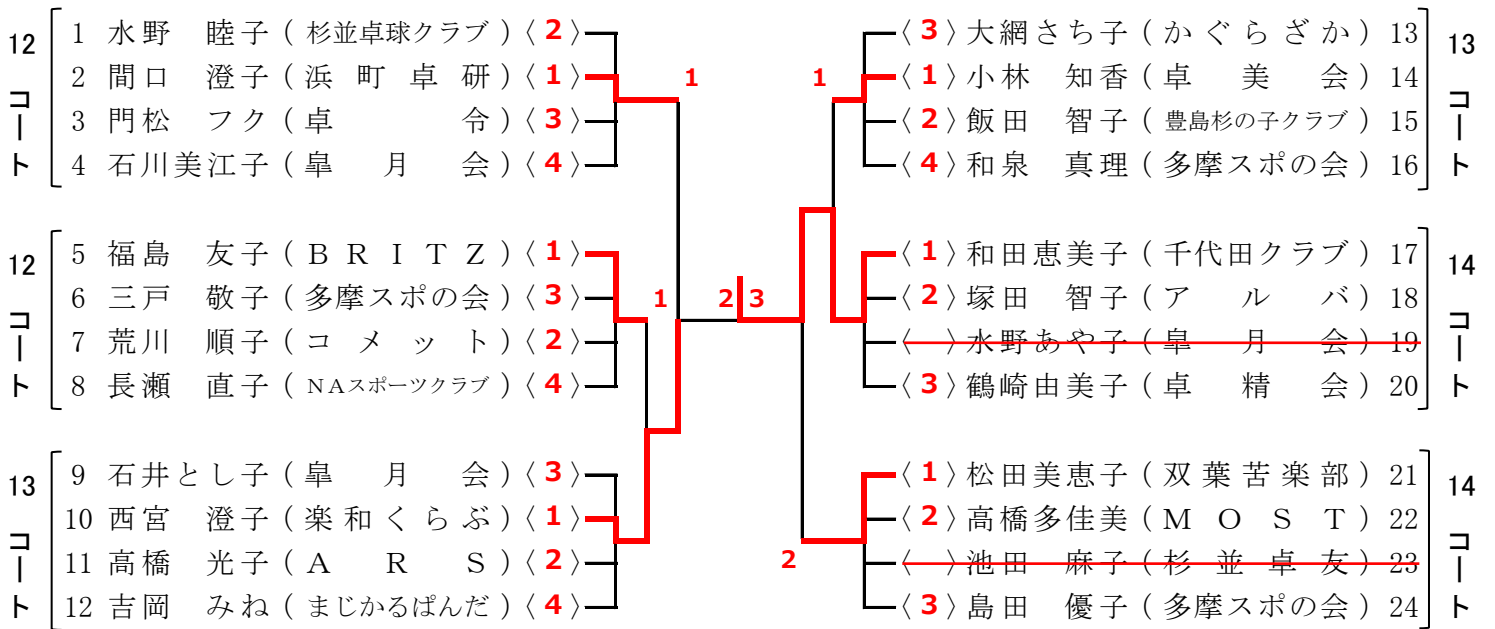 12コート
1 水野 睦子 ( 杉並卓球クラブ ) 〈 2 〉
2 間口 澄子 ( 浜町卓研 ) 〈 1 〉
3 門松 フク ( 卓令 ) 〈 3 〉
4 石川美江子 ( 皐月会 ) 〈 4 〉
1
12コート
5 福島 友子 ( BRITZ ) 〈 1 〉
6 三戸 敬子 ( 多摩スポの会 ) 〈 3 〉
7 荒川 順子 ( コメット ) 〈 2 〉
8 長瀬 直子 ( NAスポーツクラブ ) 〈 4 〉
1
13コート
9 石井とし子 ( 皐月会 ) 〈 3 〉
10 西宮 澄子 ( 楽和くらぶ ) 〈 1 〉
11 高橋 光子 ( ARS ) 〈 2 〉
12 吉岡 みね ( まじかるぱんだ ) 〈 4 〉
2 3
1
〈 3 〉 大網さち子 ( かぐらざか ) 13
〈 1 〉 小林 知香 ( 卓美会 ) 14
〈 2 〉 飯田 智子 ( 豊島杉の子クラブ ) 15
〈 4 〉 和泉 真理 ( 多摩スポの会 ) 16
13コート
〈 1 〉 和田恵美子 ( 千代田クラブ ) 17
〈 2 〉 塚田 智子 ( アルバ ) 18
〈 〉 水野あや子 ( 皐月会 ) 19
〈 3 〉 鶴崎由美子 ( 卓精会 ) 20
14コート
2
〈 1 〉 松田美恵子 ( 双葉苦楽部 ) 21
〈 2 〉 高橋多佳美 ( MOST ) 22
〈 〉 池田 麻子 ( 杉並卓友 ) 23
〈 3 〉 島田 優子 ( 多摩スポの会 ) 24
14コート